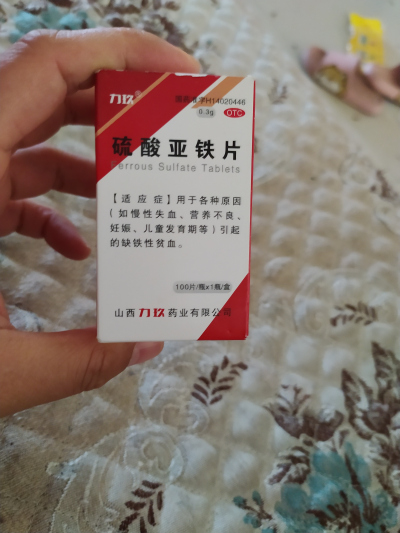 力玖®
国药准字H14020446
0.3g OTC
硫酸亚铁片
Ferrous Sulfate Tablets
【适应症】用于各种原因
(如慢性失血、营养不良、
妊娠、儿童发育期等)引起
的缺铁性贫血。
100片/瓶x1瓶/盒
山西力玖药业有限公司